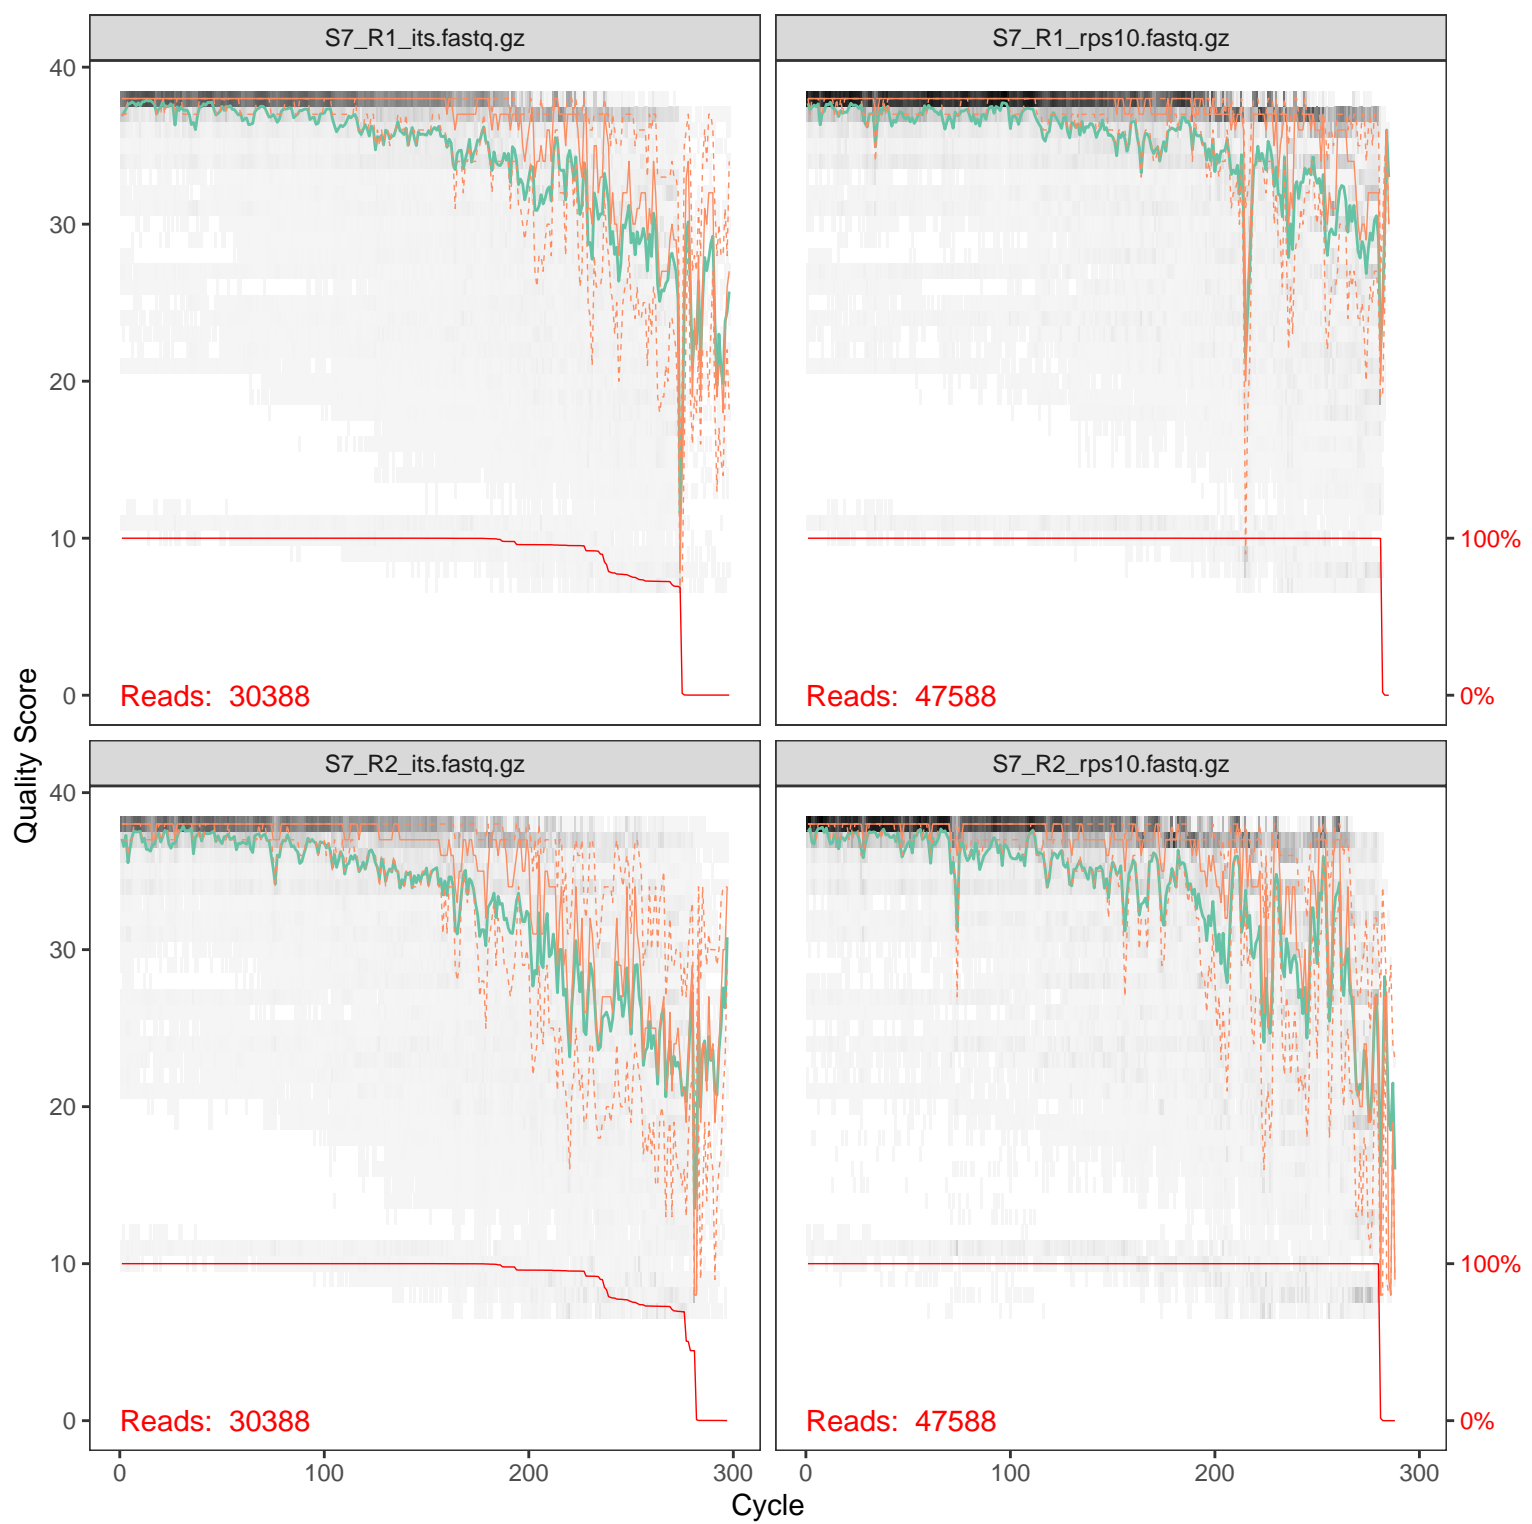 S7_R1_its.fastq.gz
S7_R1_rps10.fastq.gz
40
30
20
10
0
100%
0%
Reads: 30388
Reads: 47588
Quality Score
S7_R2_its.fastq.gz
S7_R2_rps10.fastq.gz
40
30
20
10
0
100%
0%
Reads: 30388
Reads: 47588
0 100 200 300
0 100 200 300
Cycle